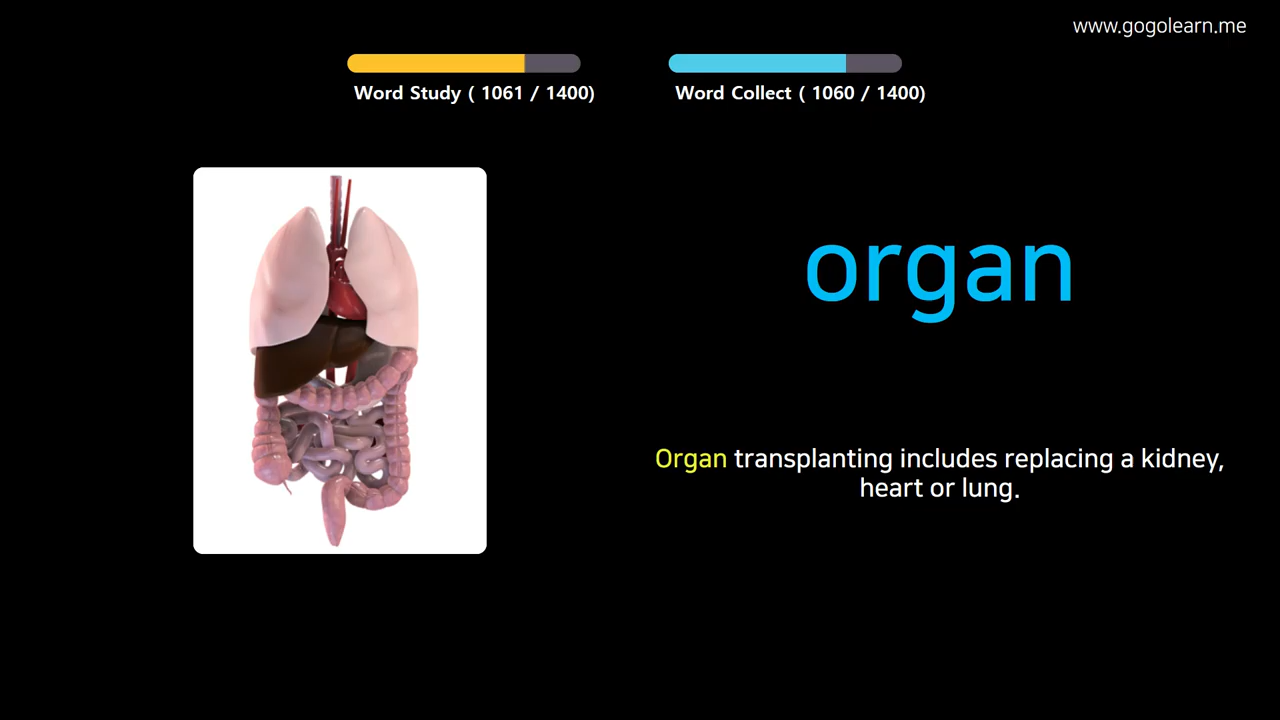 www.gogolearn.me
Word Study ( 1061 / 1400)
Word Collect ( 1060 / 1400)
organ
Organ transplanting includes replacing a kidney,
heart or lung.